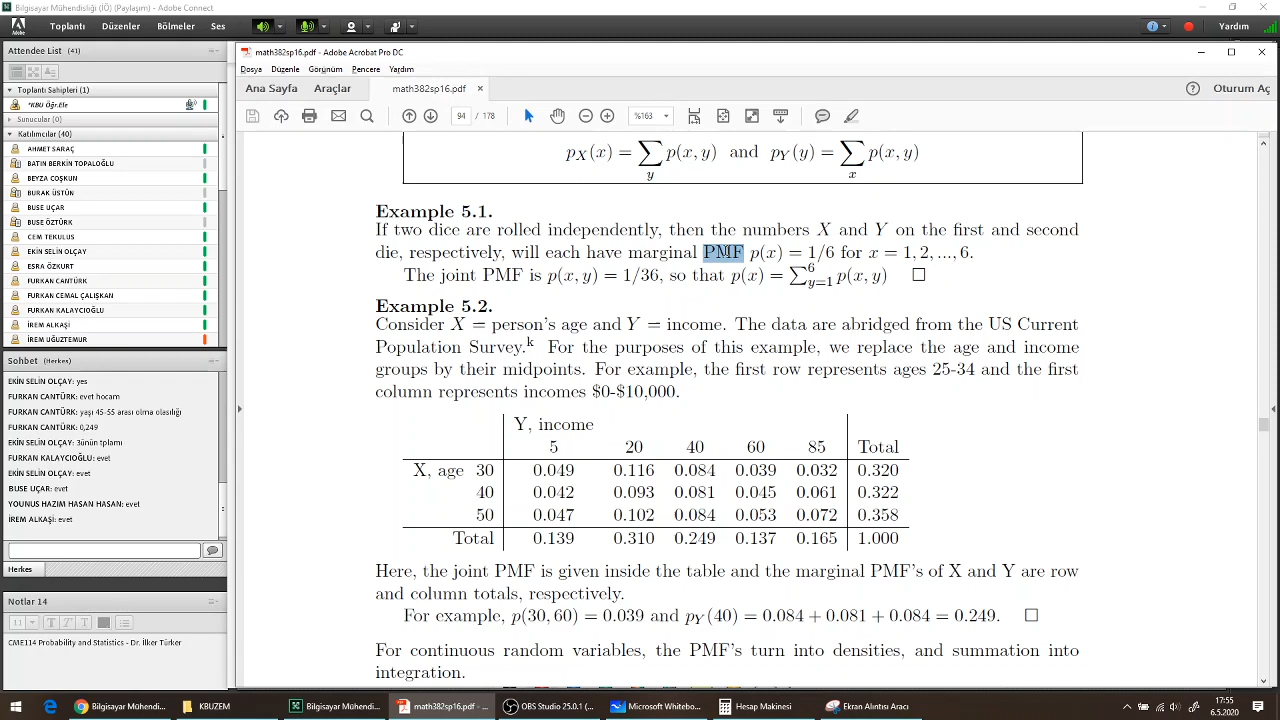 Bilgisayar Mühendisliği (İÖ) (Paylaşım) - Adobe Connect
Adobe
Toplantı Düzenler Bölmeler Ses Yardım
Attendee List (41)
Toplantı Sahipleri (1)
*KBU Öğr.Ele
Sunucular (0)
Katılımcılar (40)
AHMET SARAÇ
BATIN BERKİN TOPALOĞLU
BEYZA COŞKUN
BURAK ÜSTÜN
BUSE UÇAR
BUSE ÖZTÜRK
CEM TEKULUS
EKİN SELİN OLÇAY
ESRA ÖZKURT
FURKAN CANTÜRK
FURKAN CEMAL ÇALIŞKAN
FURKAN KALAYCIOĞLU
İREM ALKAŞİ
İREM UĞUZTEMUR
Sohbet (Herkes)
EKİN SELİN OLÇAY: yes
FURKAN CANTÜRK: evet hocam
FURKAN CANTÜRK: yaşı 45-55 arası olma olasılığı
FURKAN CANTÜRK: 0,249
EKİN SELİN OLÇAY: 3ünün tplamı
FURKAN KALAYCIOĞLU: evet
EKİN SELİN OLÇAY: evet
BUSE UÇAR: evet
YOUNUS HAZIM HASAN HASAN: evet
İREM ALKAŞİ: evet
Herkes
Notlar 14
11 T T T
CME114 Probability and Statistics - Dr. İlker Türker
math382sp16.pdf - Adobe Acrobat Pro DC
Dosya Düzenle Görünüm Pencere Yardım
Ana Sayfa Araçlar math382sp16.pdf × Oturum Aç
94 / 178 %163
p_X(x) = ∑_y p(x, y) and p_Y(y) = ∑_x p(x, y)
Example 5.1.
If two dice are rolled independently, then the numbers X and Y on the first and second
die, respectively, will each have marginal PMF p(x) = 1/6 for x = 1, 2, ..., 6.
The joint PMF is p(x, y) = 1/36, so that p(x) = ∑_{y=1}^{6} p(x, y) □
Example 5.2.
Consider X = person's age and Y = income. The data are abridged from the US Current
Population Survey.ᵏ For the purposes of this example, we replace the age and income
groups by their midpoints. For example, the first row represents ages 25-34 and the first
column represents incomes $0-$10,000.
Y, income
5 20 40 60 85 Total
X, age 30 0.049 0.116 0.084 0.039 0.032 0.320
40 0.042 0.093 0.081 0.045 0.061 0.322
50 0.047 0.102 0.084 0.053 0.072 0.358
Total 0.139 0.310 0.249 0.137 0.165 1.000
Here, the joint PMF is given inside the table and the marginal PMF's of X and Y are row
and column totals, respectively.
For example, p(30, 60) = 0.039 and p_Y(40) = 0.084 + 0.081 + 0.084 = 0.249. □
For continuous random variables, the PMF's turn into densities, and summation into
integration.
Bilgisayar Mühendi... KBUZEM Bilgisayar Mühendi... math382sp16.pdf - ... OBS Studio 25.0.1 (... Microsoft Whitebo... Hesap Makinesi Ekran Alıntısı Aracı
17:55
6.5.2020